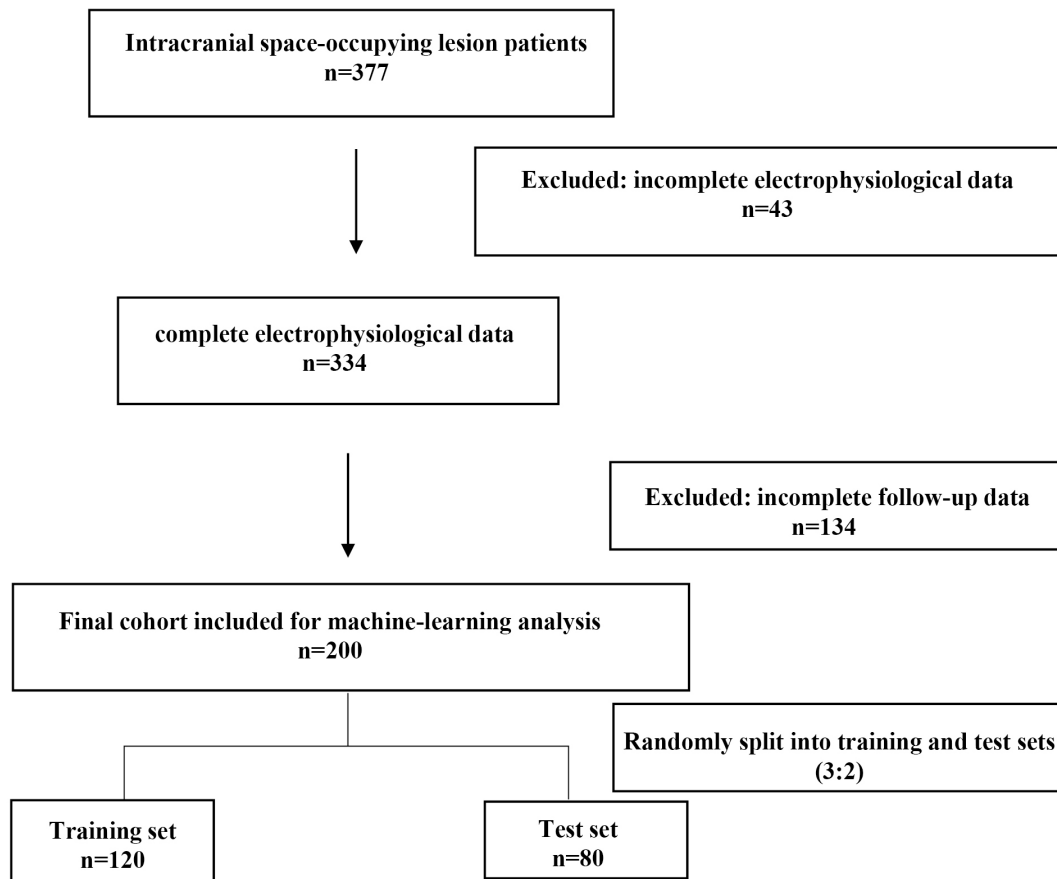 Intracranial space-occupying lesion patients
n=377
Excluded: incomplete electrophysiological data
n=43
complete electrophysiological data
n=334
Excluded: incomplete follow-up data
n=134
Final cohort included for machine-learning analysis
n=200
Randomly split into training and test sets
(3:2)
Training set
n=120
Test set
n=80